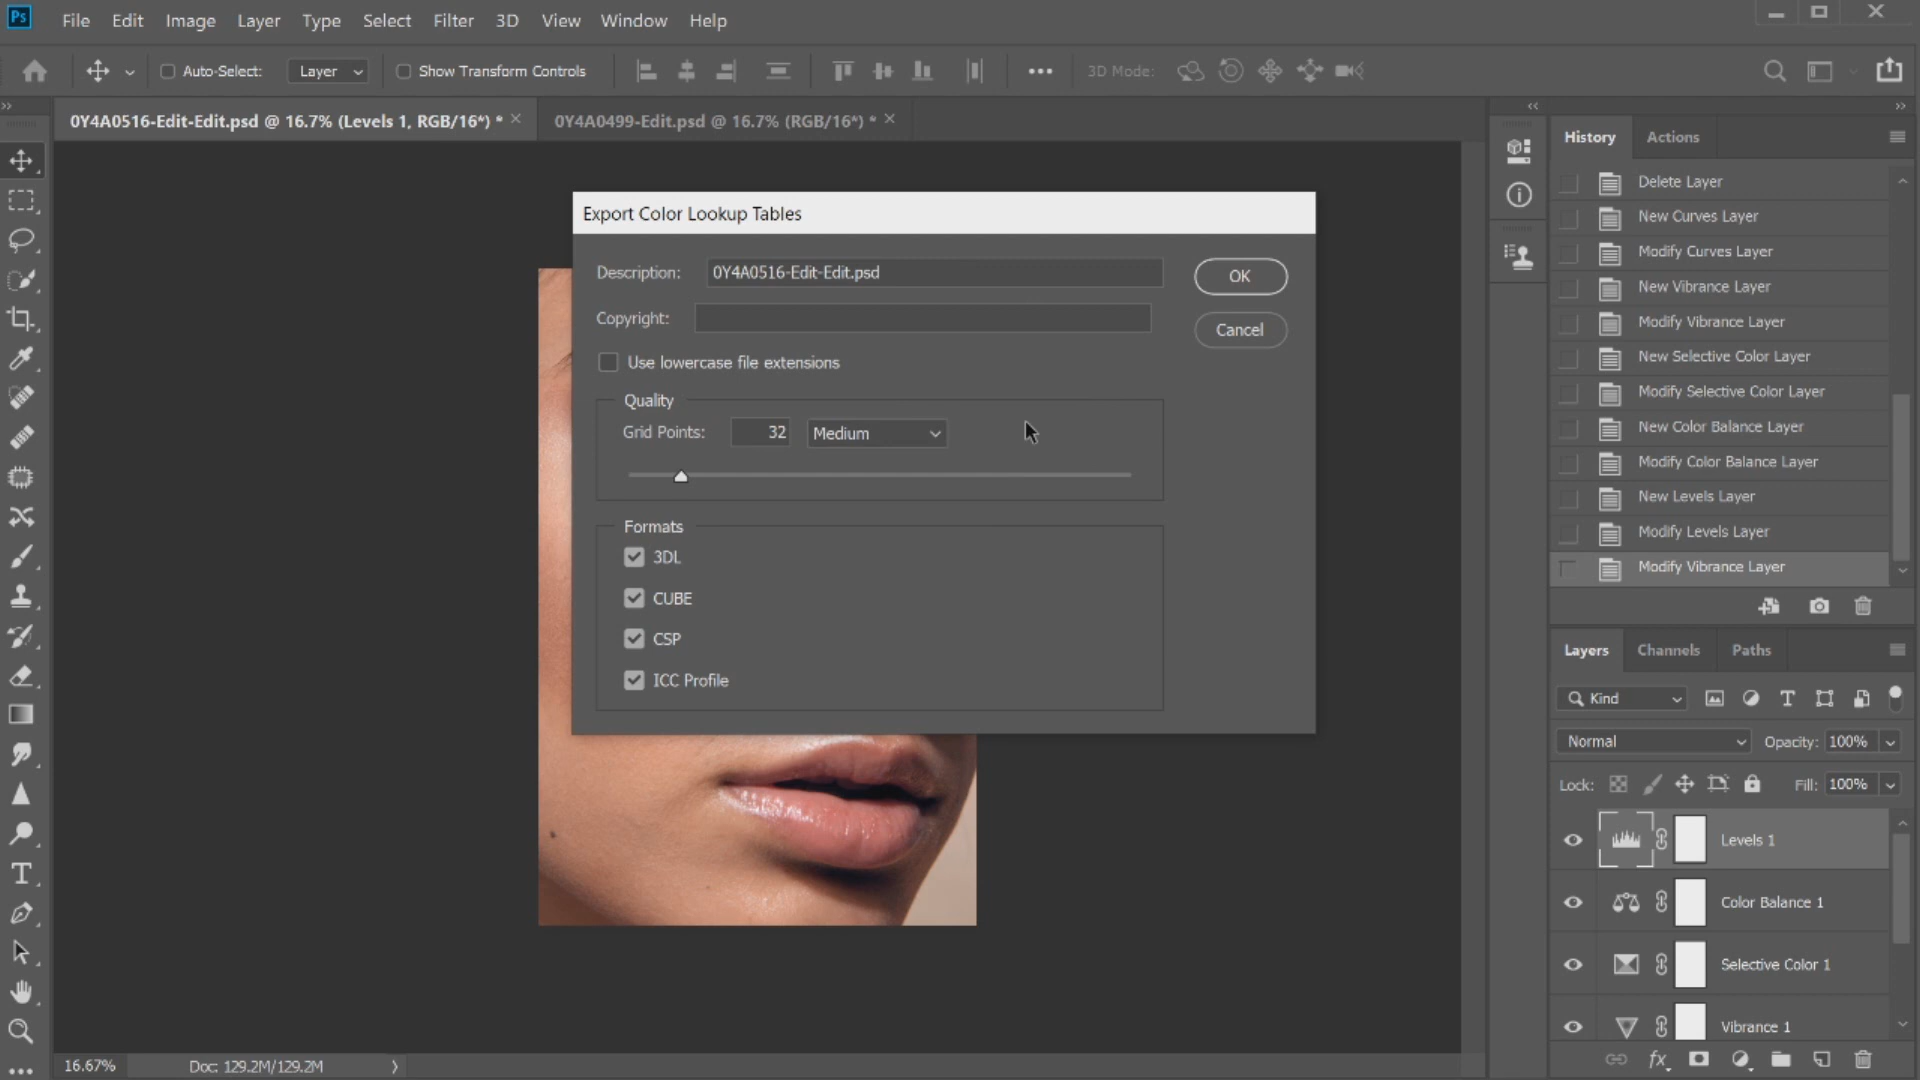 Ps File Edit Image Layer Type Select Filter 3D View Window Help
Auto-Select: Layer Show Transform Controls 3D Mode:
0Y4A0516-Edit-Edit.psd @ 16.7% (Levels 1, RGB/16*) *
0Y4A0499-Edit.psd @ 16.7% (RGB/16*) *
Export Color Lookup Tables
Description: 0Y4A0516-Edit-Edit.psd
OK
Copyright:
Cancel
Use lowercase file extensions
Quality
Grid Points: 32 Medium
Formats
3DL
CUBE
CSP
ICC Profile
History Actions
Delete Layer
New Curves Layer
Modify Curves Layer
New Vibrance Layer
Modify Vibrance Layer
New Selective Color Layer
Modify Selective Color Layer
New Color Balance Layer
Modify Color Balance Layer
New Levels Layer
Modify Levels Layer
Modify Vibrance Layer
Layers Channels Paths
Kind
Normal Opacity: 100%
Lock: Fill: 100%
Levels 1
Color Balance 1
Selective Color 1
Vibrance 1
fx
16.67% Doc: 129.2M/129.2M